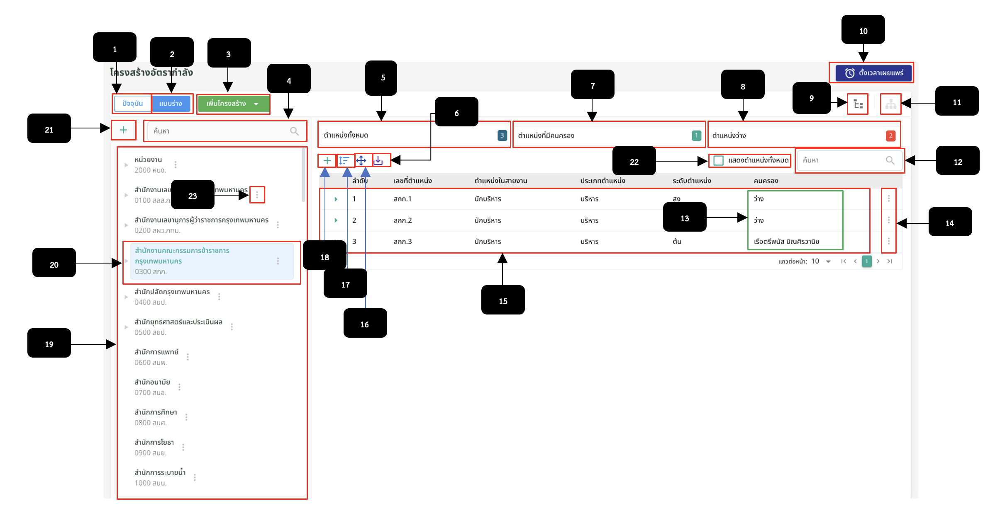 10
1
2
3
4
5
7
8
9
11
โครงสร้างอัตรากำลัง
ตั้งเวลาเผยแพร่
ปัจจุบัน
แบบร่าง
เพิ่มโครงสร้าง
6
21
ค้นหา
ตำแหน่งทั้งหมด 3
ตำแหน่งที่มีคนครอง 1
ตำแหน่งว่าง 2
22
แสดงตำแหน่งทั้งหมด
ค้นหา
12
หน่วยงาน
2000 หนง.
สำนักงานเลข ทพมหานคร
0100 สลส.ก
23
สำนักงานเลขานุการผู้ว่าราชการกรุงเทพมหานคร
0200 สผว.กทม.
20
สำนักงานคณะกรรมการข้าราชการ
กรุงเทพมหานคร
0300 สกก.
สำนักปลัดกรุงเทพมหานคร
0400 สนป.
สำนักยุทธศาสตร์และประเมินผล
0500 สยป.
19
สำนักการแพทย์
0600 สนพ.
สำนักอนามัย
0700 สนอ.
สำนักการศึกษา
0800 สนศ.
สำนักการโยธา
0900 สนย.
สำนักการระบายน้ำ
1000 สนน.
ลำดับ เลขที่ตำแหน่ง ตำแหน่งในสายงาน ประเภทตำแหน่ง ระดับตำแหน่ง คนครอง
1 สกก.1 นักบริหาร บริหาร สูง ว่าง
2 สกก.2 นักบริหาร บริหาร ว่าง
3 สกก.3 นักบริหาร บริหาร ต้น เรือตรีพนัส บิณศิรวานิช
13
14
แถวต่อหน้า: 10 1
18
17
15
16